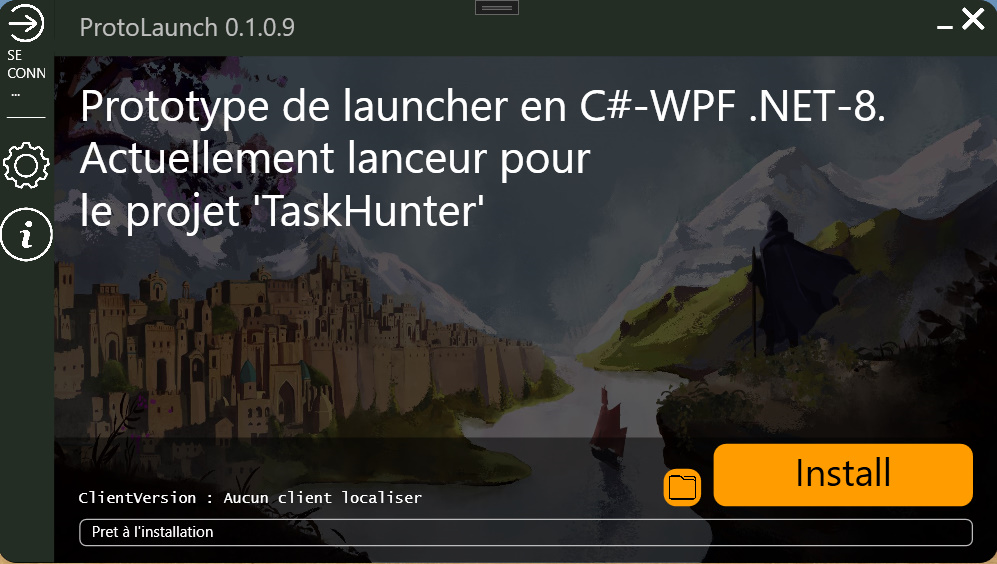 ProtoLaunch 0.1.0.9
SE
CONN
...
Prototype de launcher en C#-WPF .NET-8.
Actuellement lanceur pour
le projet 'TaskHunter'
Install
ClientVersion : Aucun client localiser
Pret à l'installation